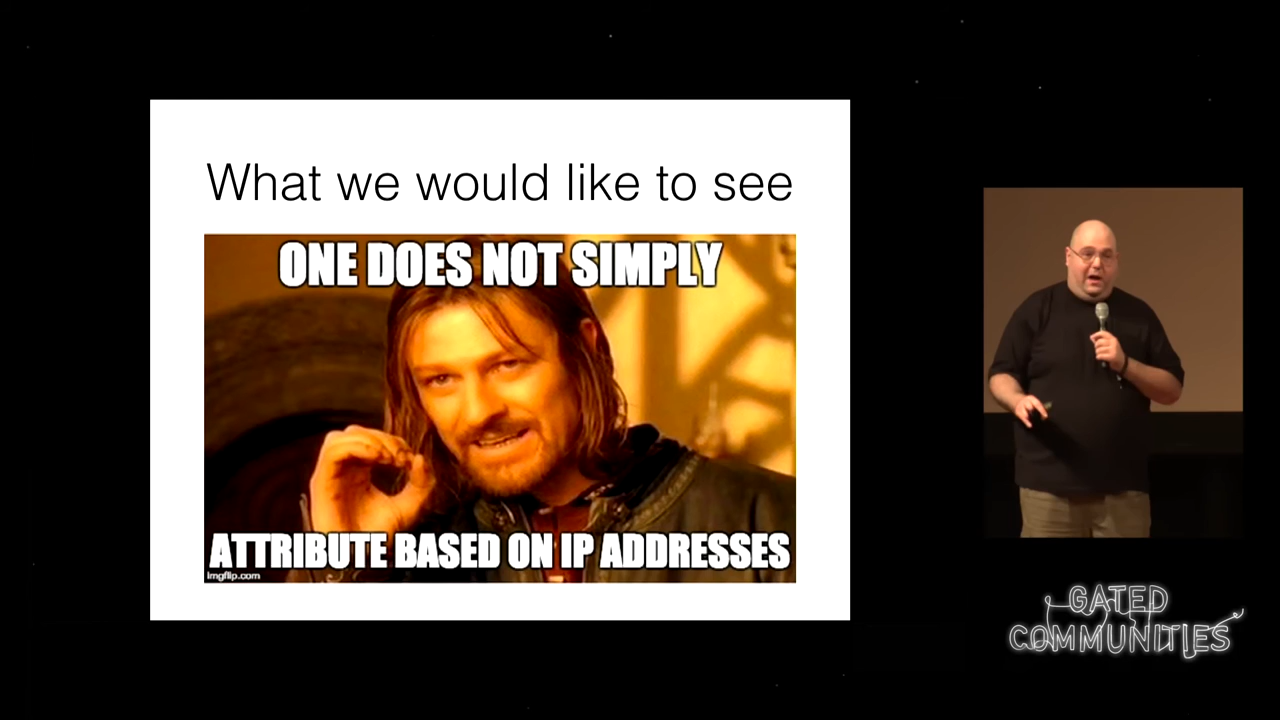 What we would like to see
ONE DOES NOT SIMPLY
ATTRIBUTE BASED ON IP ADDRESSES
imgflip.com
GATED
COMMUNITIES